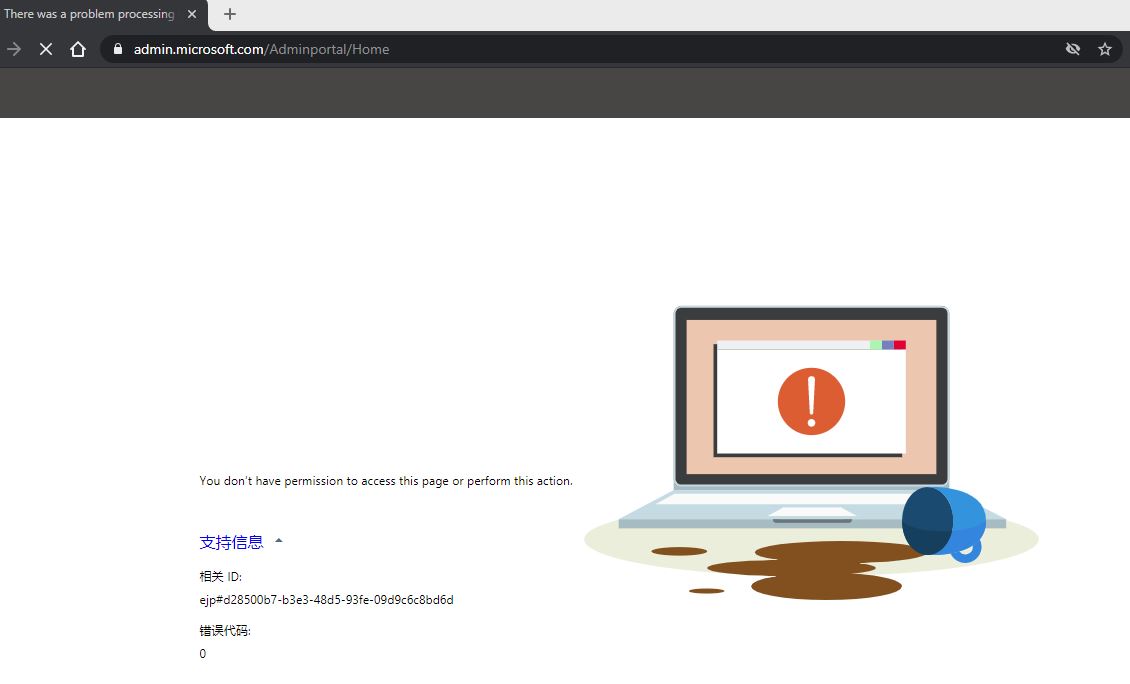 There was a problem processing
admin.microsoft.com/Adminportal/Home
You don't have permission to access this page or perform this action.
支持信息
相关 ID:
ejp#d28500b7-b3e3-48d5-93fe-09d9c6c8bd6d
错误代码:
0